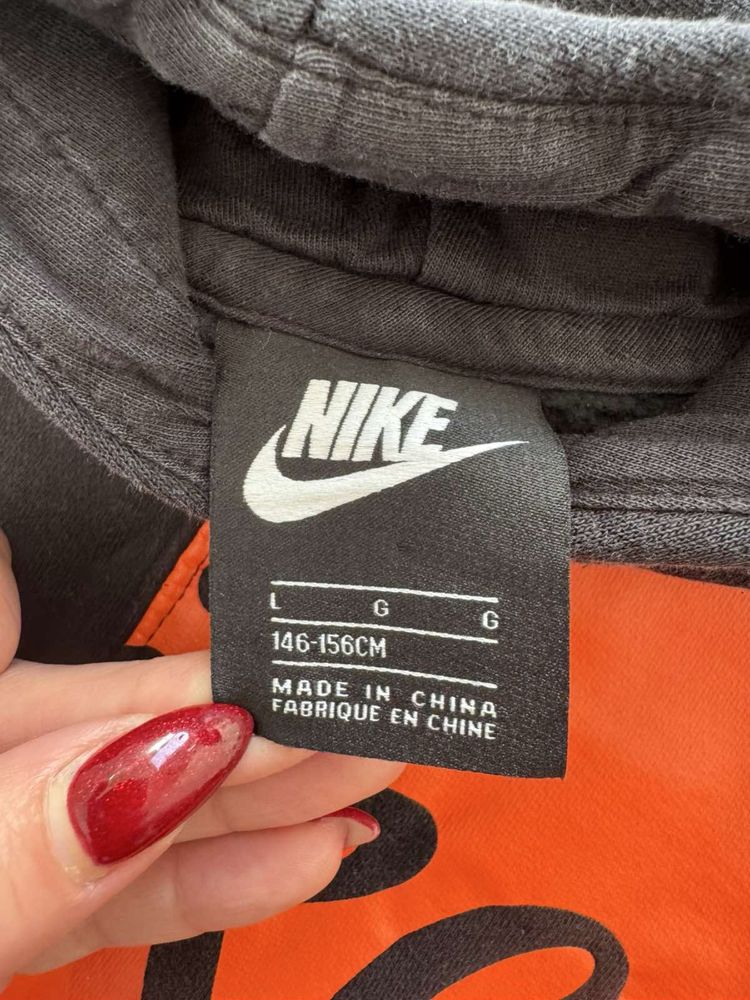 NIKE
L G G
146-156CM
MADE IN CHINA
FABRIQUE EN CHINE